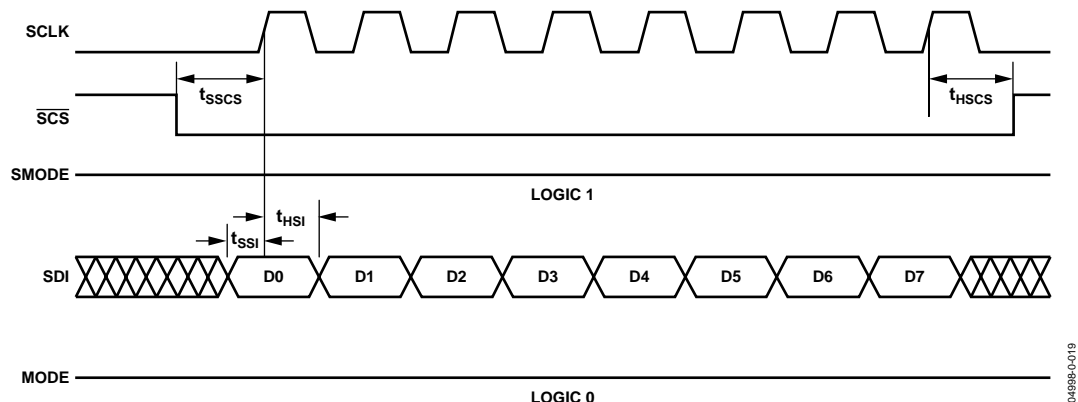 SCLK
tSSCS
tHSCS
SCS
SMODE
LOGIC 1
tHSI
tSSI
SDI D0 D1 D2 D3 D4 D5 D6 D7
MODE
LOGIC 0
04998-0-019